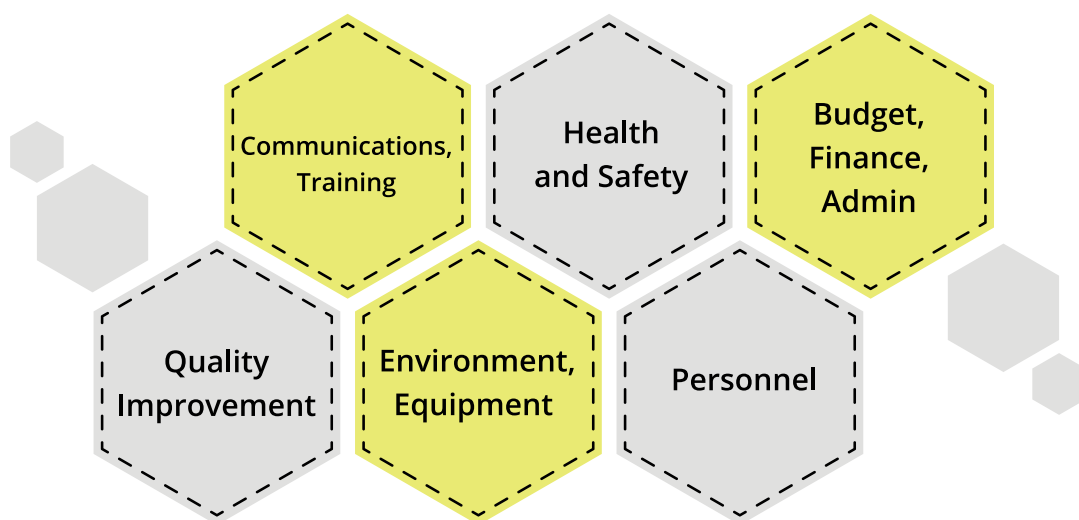 Communications,
Training
Health
and Safety
Budget,
Finance,
Admin
Quality
Improvement
Environment,
Equipment
Personnel